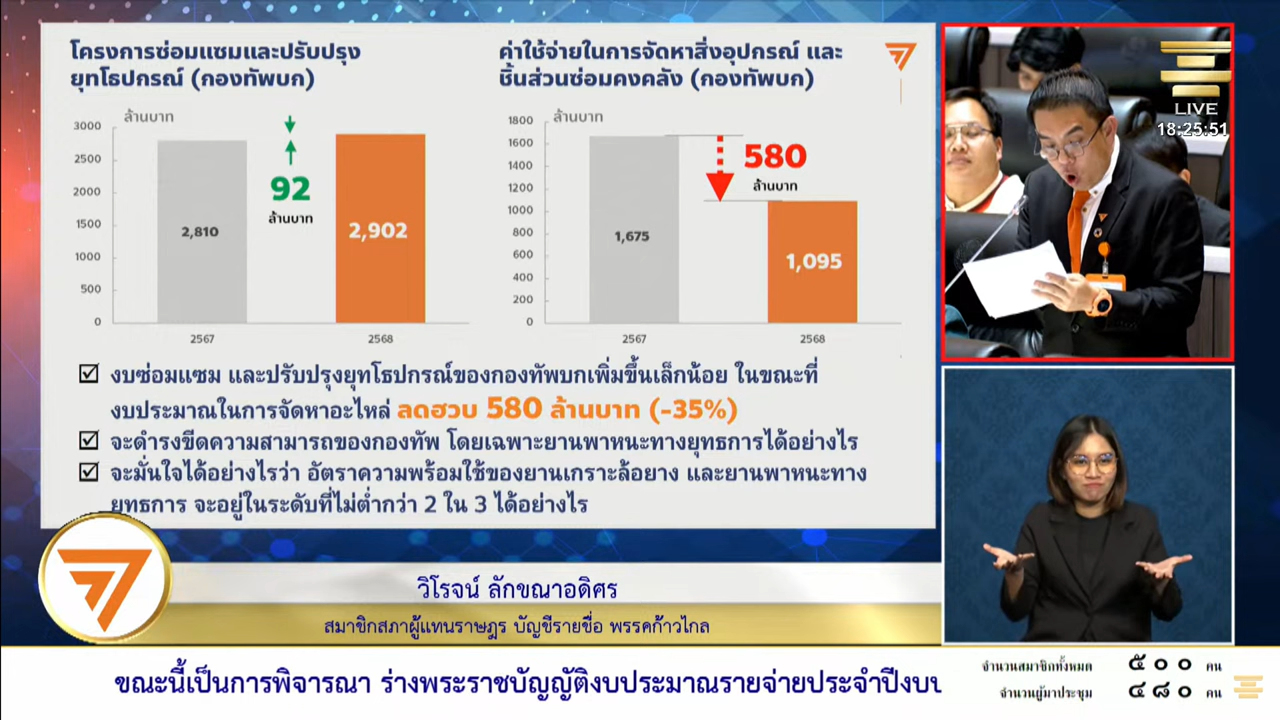 โครงการซ่อมแซมและปรับปรุง
ยุทโธปกรณ์ (กองทัพบก)
ล้านบาท
3000
2500
2000
1500
1000
500
0
2,810
92
ล้านบาท
2,902
2567
2568
ค่าใช้จ่ายในการจัดหาสิ่งอุปกรณ์ และ
ชิ้นส่วนซ่อมคงคลัง (กองทัพบก)
ล้านบาท
1800
1600
1400
1200
1000
800
600
400
200
0
1,675
580
ล้านบาท
1,095
2567
2568
งบซ่อมแซม และปรับปรุงยุทโธปกรณ์ของกองทัพบกเพิ่มขึ้นเล็กน้อย ในขณะที่
งบประมาณในการจัดหาอะไหล่ ลดฮวบ 580 ล้านบาท (-35%)
จะดำรงขีดความสามารถของกองทัพ โดยเฉพาะยานพาหนะทางยุทธการได้อย่างไร
จะมั่นใจได้อย่างไรว่า อัตราความพร้อมใช้ของยานเกราะล้อยาง และยานพาหนะทาง
ยุทธการ จะอยู่ในระดับที่ไม่ต่ำกว่า 2 ใน 3 ได้อย่างไร
LIVE
18:25:51
วิโรจน์ ลักขณาอดิศร
สมาชิกสภาผู้แทนราษฎร บัญชีรายชื่อ พรรคก้าวไกล
ขณะนี้เป็นการพิจารณา ร่างพระราชบัญญัติงบประมาณรายจ่ายประจำปีงบ
จำนวนสมาชิกทั้งหมด ๕๐๐ คน
จำนวนผู้มาประชุม ๔๘๐ คน